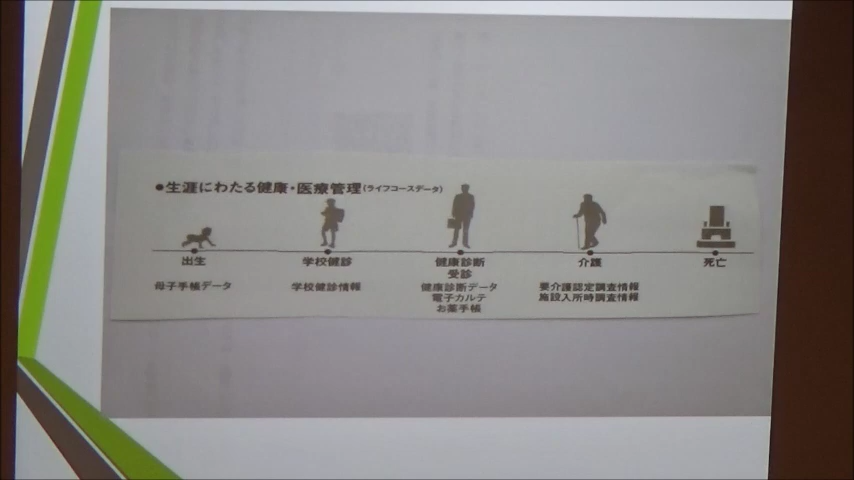 ●生涯にわたる健康・医療管理(ライフコースデータ)
出生
学校健診
健康診断
受診
介護
死亡
母子手帳データ
学校健診情報
健康診断データ
電子カルテ
お薬手帳
要介護認定調査情報
施設入所時調査情報